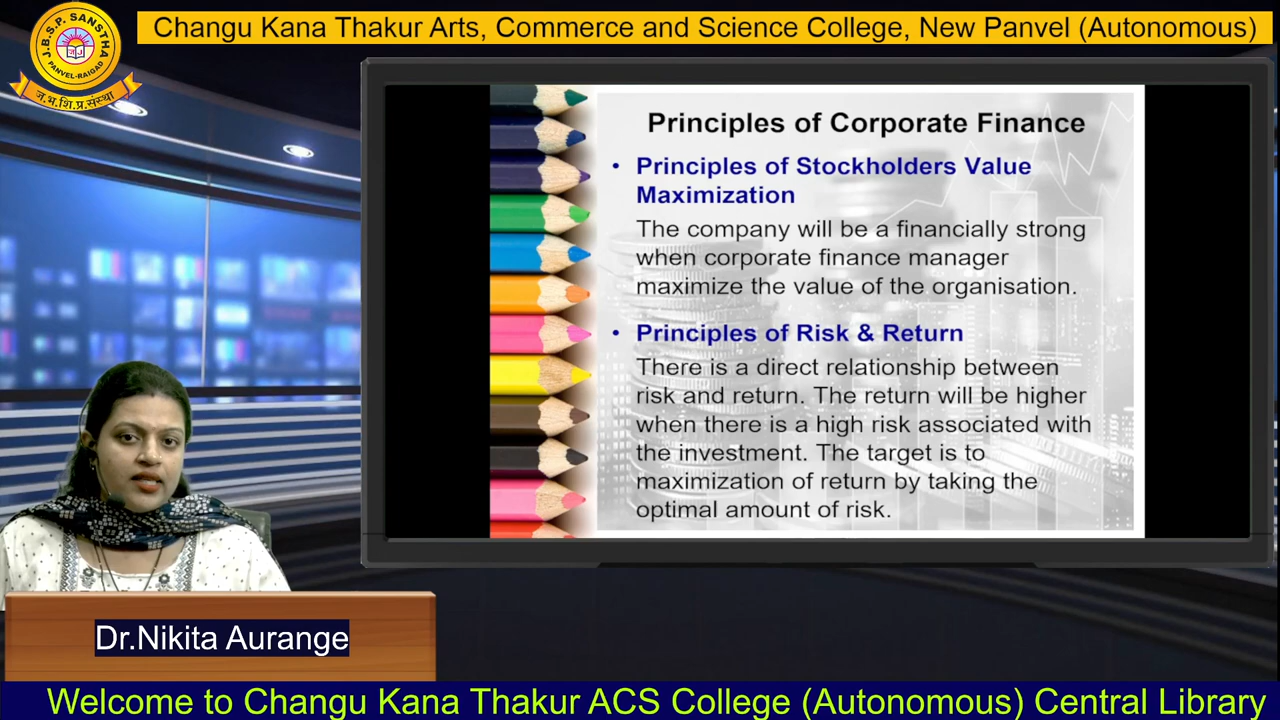 Changu Kana Thakur Arts, Commerce and Science College, New Panvel (Autonomous)
J.B.S.P. SANSTHA
PANVEL-RAIGAD
ज.भ.शि.प्र.संस्था
Principles of Corporate Finance
• Principles of Stockholders Value
Maximization
The company will be a financially strong
when corporate finance manager
maximize the value of the organisation.
• Principles of Risk & Return
There is a direct relationship between
risk and return. The return will be higher
when there is a high risk associated with
the investment. The target is to
maximization of return by taking the
optimal amount of risk.
Dr.Nikita Aurange
Welcome to Changu Kana Thakur ACS College (Autonomous) Central Library